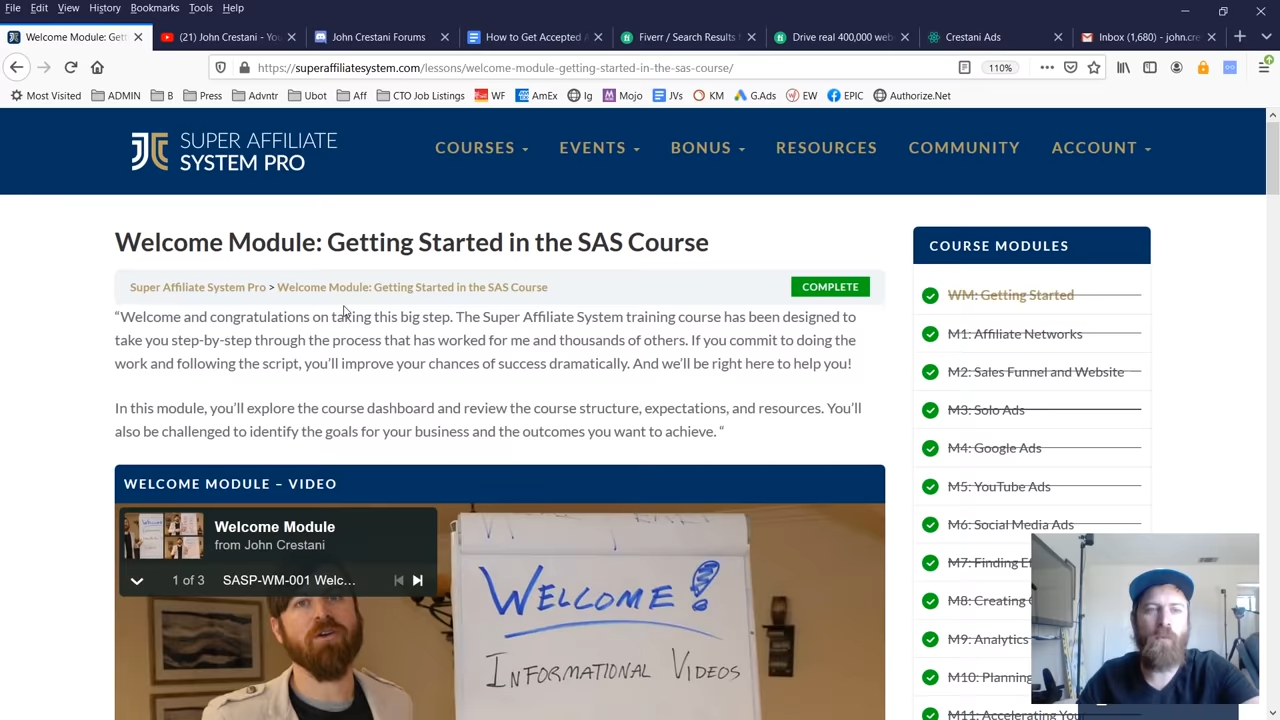 File Edit View History Bookmarks Tools Help
Welcome Module: Gett
(21) John Crestani - You
John Crestani Forums
How to Get Accepted A
Fiverr / Search Results f
Drive real 400,000 web
Crestani Ads
Inbox (1,680) - john.cre
https://superaffiliatesystem.com/lessons/welcome-module-getting-started-in-the-sas-course/
110%
Most Visited ADMIN B Press Advntr Ubot Aff CTO Job Listings WF AmEx Ig Mojo JVs KM G.Ads EW EPIC Authorize.Net
SUPER AFFILIATE
SYSTEM PRO
COURSES EVENTS BONUS RESOURCES COMMUNITY ACCOUNT
Welcome Module: Getting Started in the SAS Course
Super Affiliate System Pro > Welcome Module: Getting Started in the SAS Course
COMPLETE
“Welcome and congratulations on taking this big step. The Super Affiliate System training course has been designed to
take you step-by-step through the process that has worked for me and thousands of others. If you commit to doing the
work and following the script, you’ll improve your chances of success dramatically. And we’ll be right here to help you!
In this module, you’ll explore the course dashboard and review the course structure, expectations, and resources. You’ll
also be challenged to identify the goals for your business and the outcomes you want to achieve. “
WELCOME MODULE – VIDEO
Welcome Module
from John Crestani
1 of 3 SASP-WM-001 Welc...
WELCOME!
INFORMATIONAL VIDEOS
COURSE MODULES
WM: Getting Started
M1: Affiliate Networks
M2: Sales Funnel and Website
M3: Solo Ads
M4: Google Ads
M5: YouTube Ads
M6: Social Media Ads
M7: Finding
M8: Creating
M9: Analytics
M10: Planning
M11: Accelerating Your